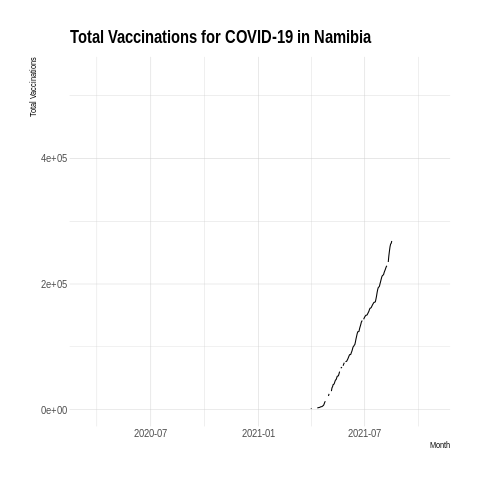 Total Vaccinations for COVID-19 in Namibia
Total Vaccinations
4e+05
2e+05
0e+00
2020-07 2021-01 2021-07
Month